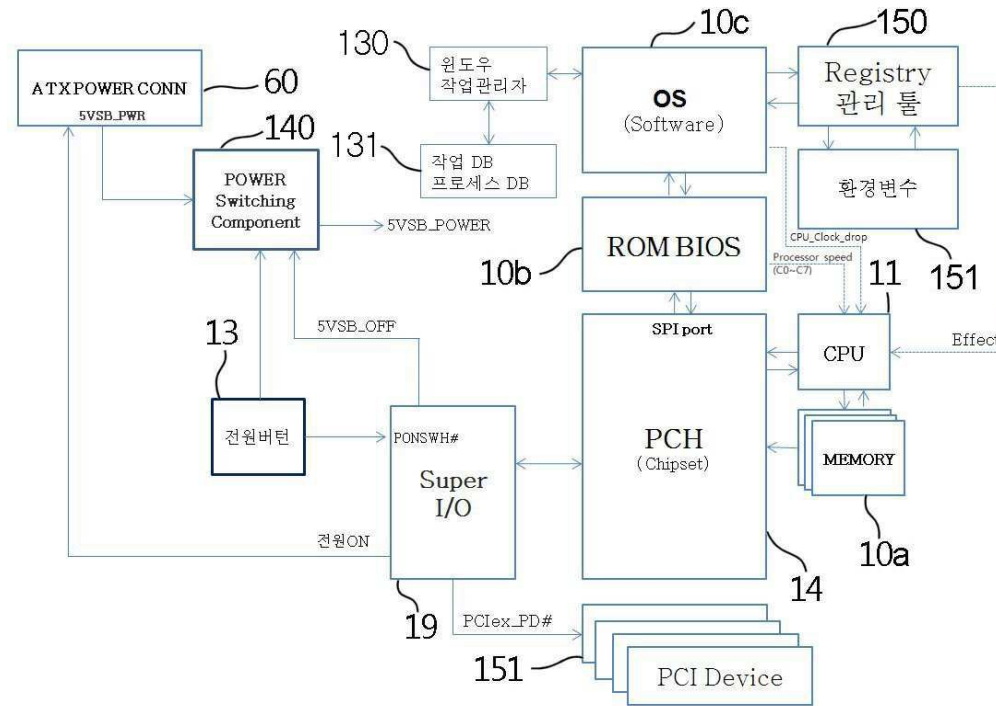 10c
150
130
윈도우
작업관리자
OS
(Software)
Registry
관리 툴
ATX POWER CONN
5VSB_PWR
60
140
131
작업 DB
프로세스 DB
환경변수
POWER
Switching
Component
5VSB_POWER
ROM BIOS
10b
CPU_Clock_drop
Processor speed
(C0~C7)
151
11
5VSB_OFF
SPI port
CPU
Effect
13
전원버턴
PONSWH#
Super
I/O
PCH
(Chipset)
MEMORY
10a
전원ON
14
19
PCIex_PD#
151
PCI Device